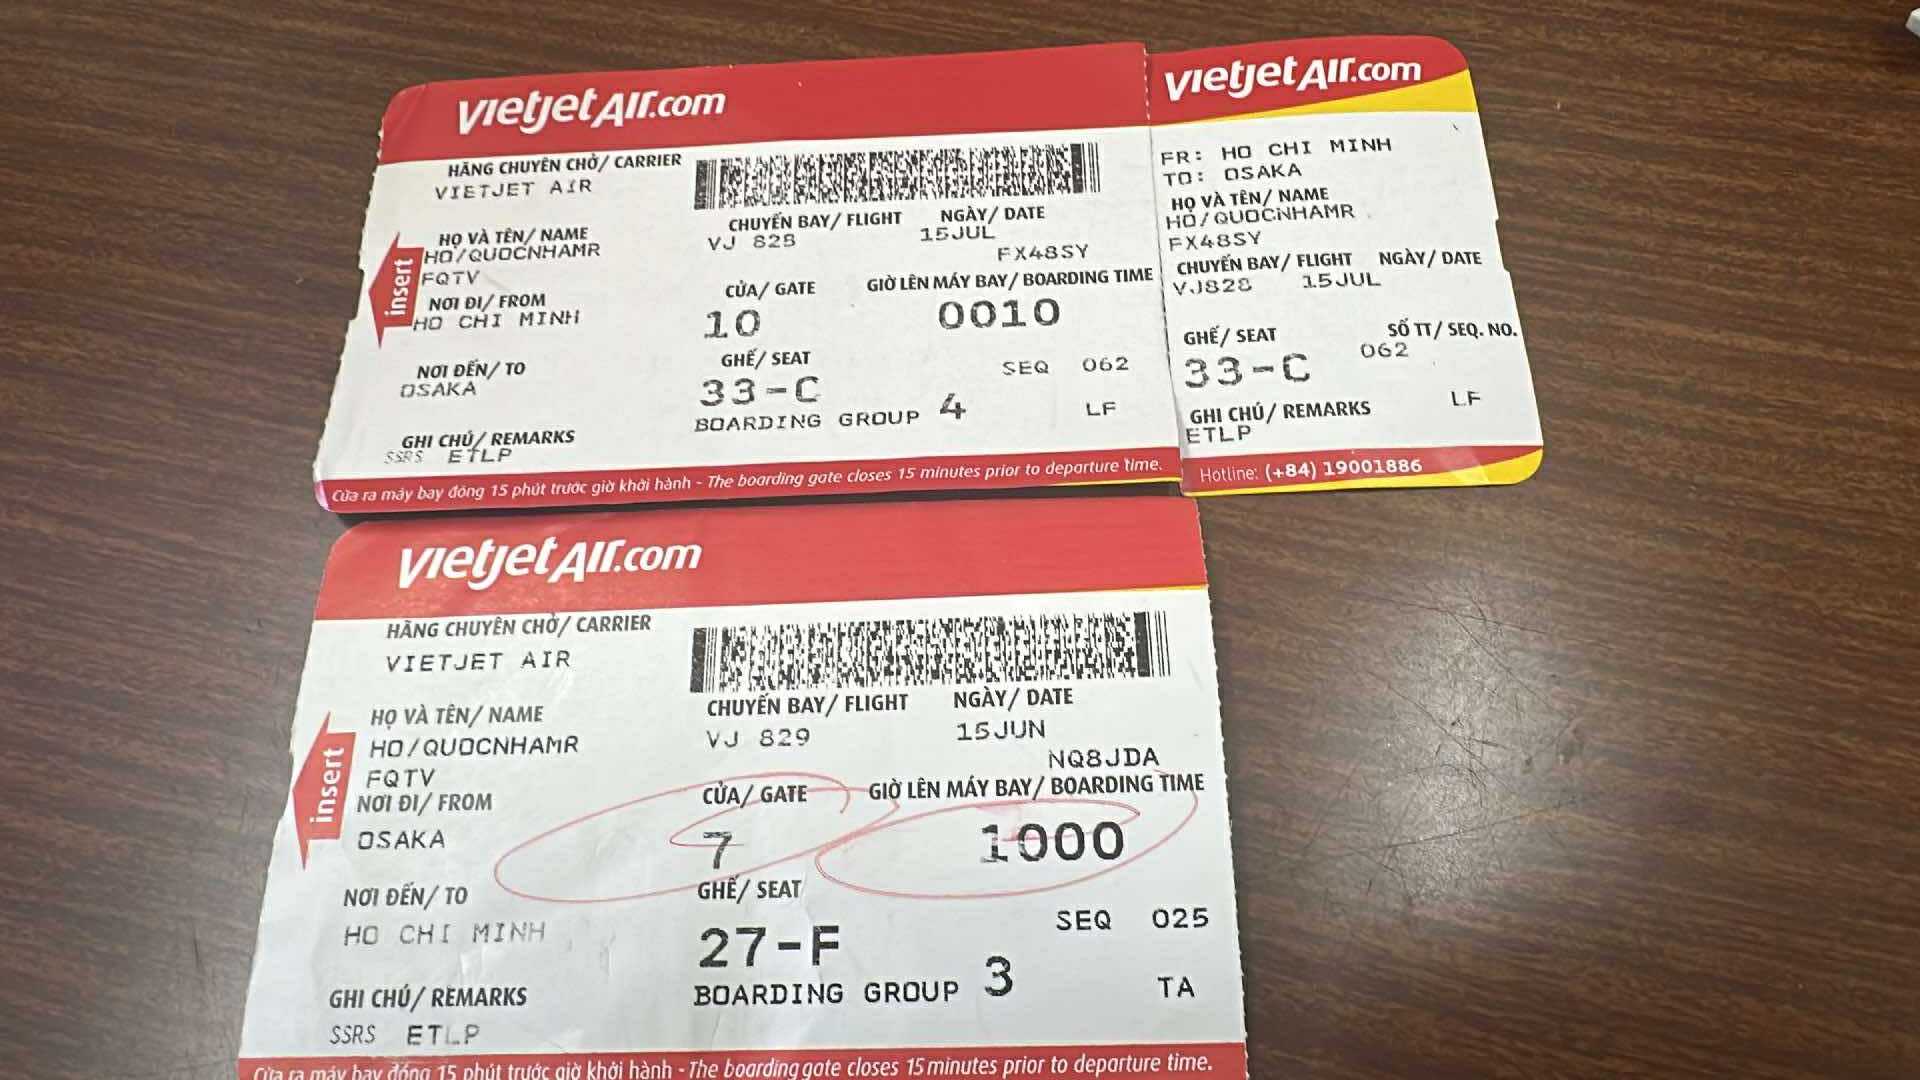 vietjetAir.com
HÃNG CHUYÊN CHỞ/ CARRIER
VIETJET AIR
CHUYẾN BAY/ FLIGHT NGÀY/ DATE
VJ 828 15JUL
HỌ VÀ TÊN/ NAME
HO/QUOCNHAMR
FX48SY
FQTV
CỬA/ GATE GIỜ LÊN MÁY BAY/ BOARDING TIME
NƠI ĐI/ FROM
HO CHI MINH
10 0010
GHẾ/ SEAT
NƠI ĐẾN/ TO
OSAKA
33-C SEQ 062
BOARDING GROUP 4 LF
GHI CHÚ/ REMARKS
SSRS ETLP
Cửa ra máy bay đóng 15 phút trước giờ khởi hành - The boarding gate closes 15 minutes prior to departure time.
vietjetAir.com
FR: HO CHI MINH
TO: OSAKA
HỌ VÀ TÊN/ NAME
HO/QUOCNHAMR
FX48SY
CHUYẾN BAY/ FLIGHT NGÀY/ DATE
VJ828 15JUL
GHẾ/ SEAT SỐ TT/ SEQ. NO.
33-C 062
GHI CHÚ/ REMARKS LF
ETLP
Hotline: (+84) 19001886
vietjetAir.com
HÃNG CHUYÊN CHỞ/ CARRIER
VIETJET AIR
CHUYẾN BAY/ FLIGHT NGÀY/ DATE
VJ 829 15JUN
HỌ VÀ TÊN/ NAME
HO/QUOCNHAMR
NQ8JDA
FQTV
CỬA/ GATE GIỜ LÊN MÁY BAY/ BOARDING TIME
NƠI ĐI/ FROM
OSAKA
7 1000
GHẾ/ SEAT
NƠI ĐẾN/ TO
HO CHI MINH
27-F SEQ 025
BOARDING GROUP 3 TA
GHI CHÚ/ REMARKS
SSRS ETLP
Cửa ra máy bay đóng 15 phút trước giờ khởi hành - The boarding gate closes 15 minutes prior to departure time.
insert
insert